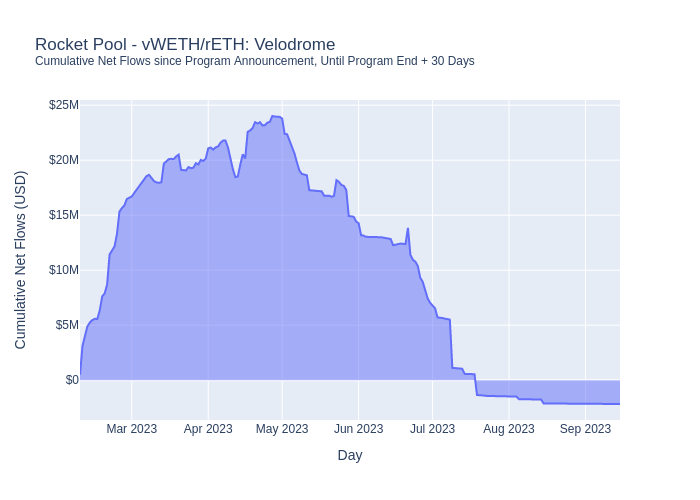 Rocket Pool - vWETH/rETH: Velodrome
Cumulative Net Flows since Program Announcement, Until Program End + 30 Days
Cumulative Net Flows (USD)
$25M
$20M
$15M
$10M
$5M
$0
Mar 2023 Apr 2023 May 2023 Jun 2023 Jul 2023 Aug 2023 Sep 2023
Day